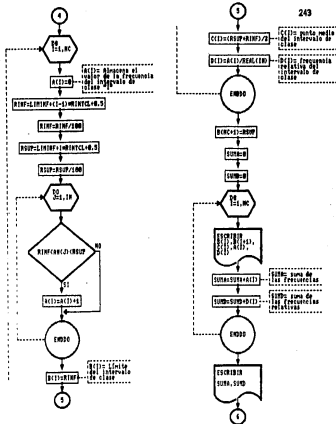 243
4
DO
I=1,NC
A(I)=0
A(I)= Almacena el
valor de la frecuencia
del intervalo de
clase
RINF=LIMINF+(I-1)*RINTCL+0.5
RINF=RINF/100
RSUP=LIMINF+I*RINTCL+0.5
RSUP=RSUP/100
DO
J=1,IN
RINF<AN(J)<RSUP
NO
SI
A(I)=A(I)+1
ENDDO
B(I)=RINF
B(I)= Límite
del intervalo
de clase
5
5
C(I)=(RSUP+RINF)/2
C(I)= punto medio
del intervalo de
clase
D(I)=A(I)/REAL(IN)
D(I)= frecuencia
relativa del
intervalo de
clase
ENDDO
B(NC+1)=RSUP
SUMA=0
SUMD=0
DO
I=1,NC
ESCRIBIR
B(I),B(I+1),
C(I),A(I),
D(I)
SUMA=SUMA+A(I)
SUMA= suma de
las frecuencias
SUMD=SUMD+D(I)
SUMD= suma de
las frecuencias
relativas
ENDDO
ESCRIBIR
SUMA,SUMD
6